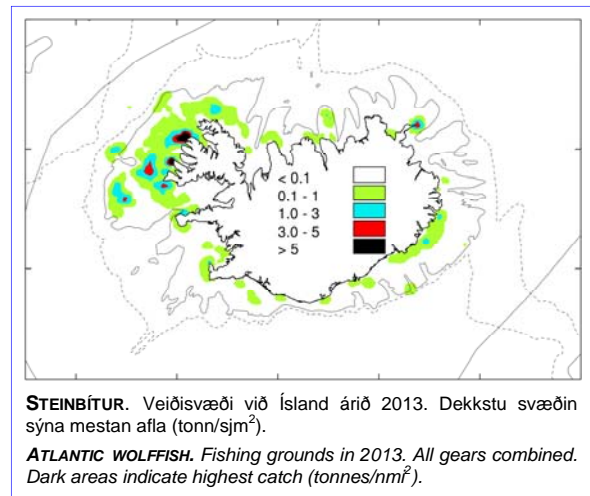 < 0.1
0.1 - 1
1.0 - 3
3.0 - 5
> 5
STEINBÍTUR. Veiðisvæði við Ísland árið 2013. Dekkstu svæðin
sýna mestan afla (tonn/sjm²).
ATLANTIC WOLFFISH. Fishing grounds in 2013. All gears combined.
Dark areas indicate highest catch (tonnes/nmi²).